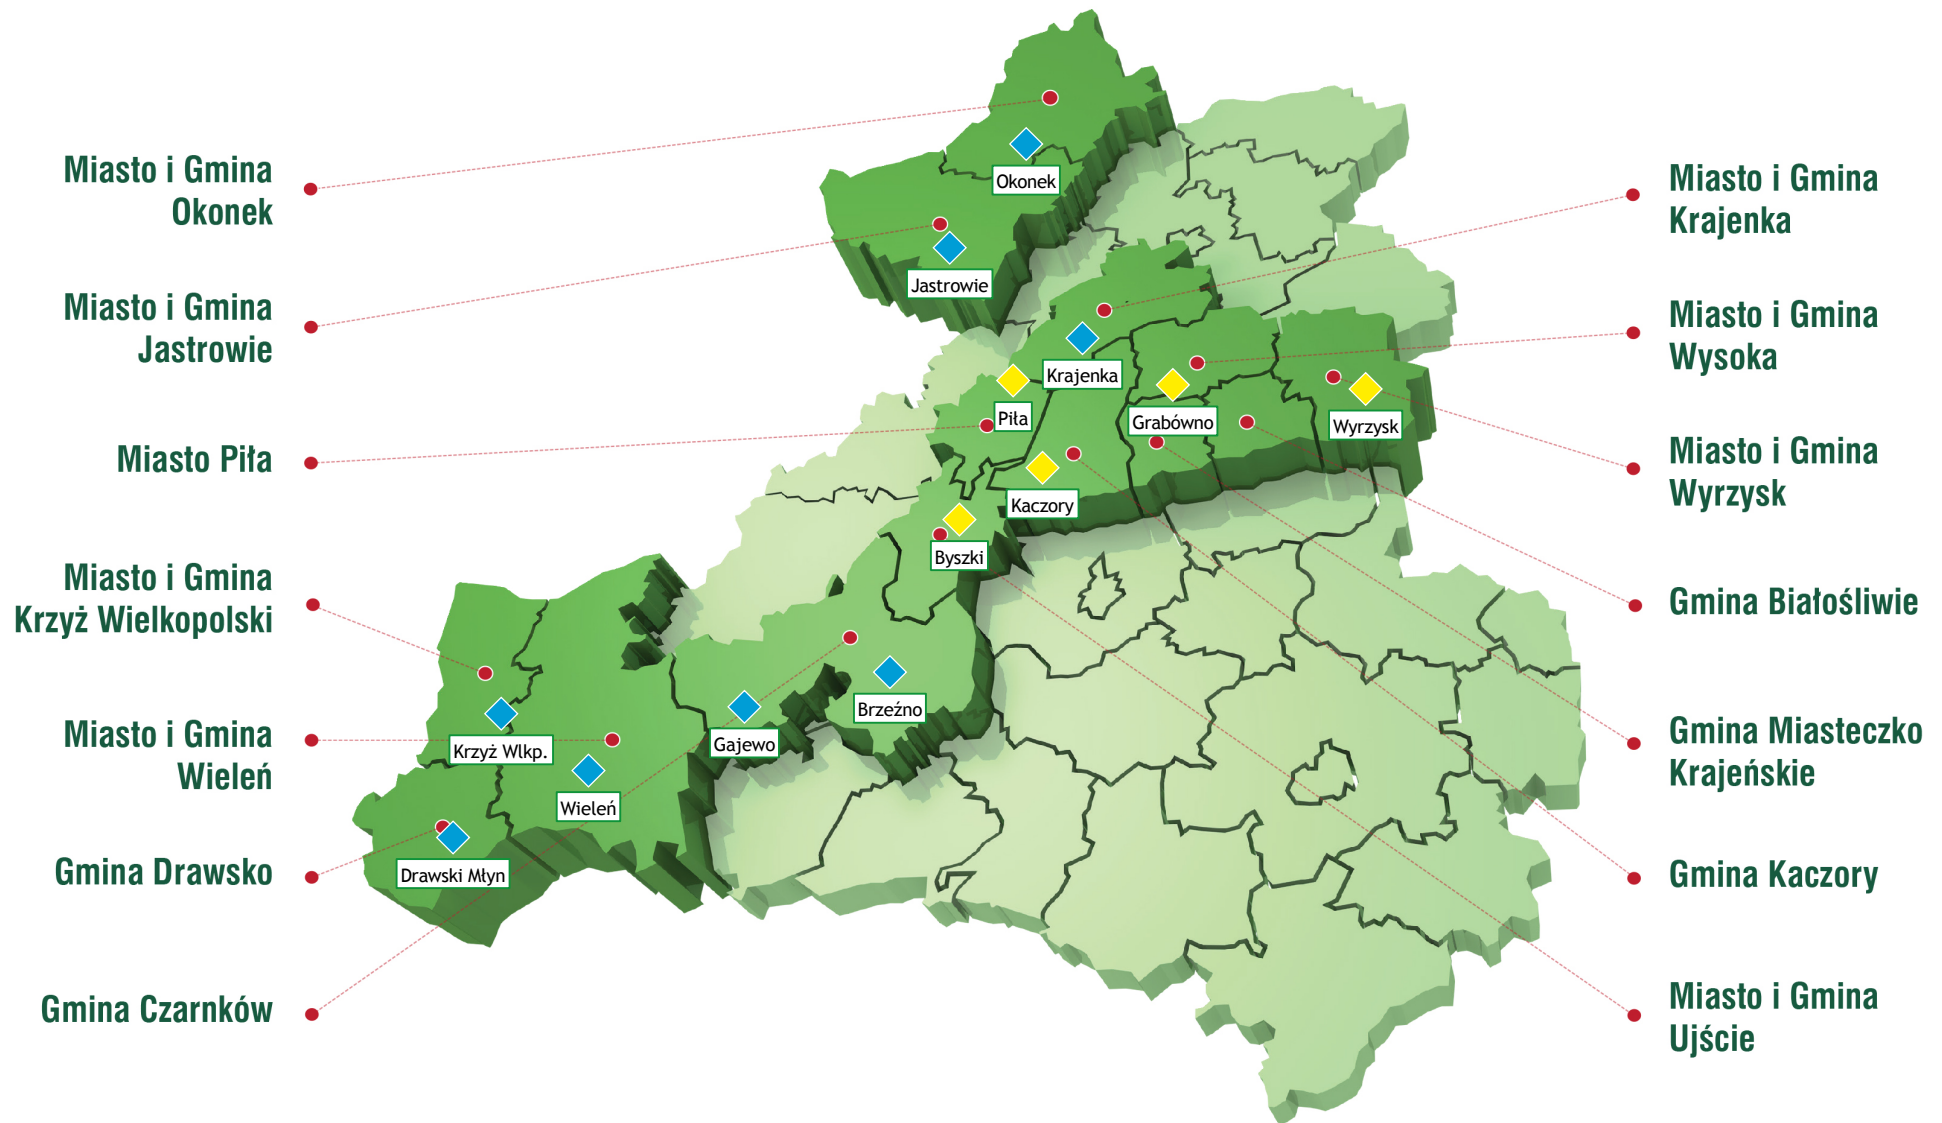 Miasto i Gmina
Okonek
Miasto i Gmina
Jastrowie
Miasto Piła
Miasto i Gmina
Krzyż Wielkopolski
Miasto i Gmina
Wieleń
Gmina Drawsko
Gmina Czarnków
Okonek
Jastrowie
Krajenka
Piła
Grabówno
Wyrzysk
Kaczory
Byszki
Brzeźno
Gajewo
Krzyż Wlkp.
Wieleń
Drawski Młyn
Miasto i Gmina
Krajenka
Miasto i Gmina
Wysoka
Miasto i Gmina
Wyrzysk
Gmina Białośliwie
Gmina Miasteczko
Krajeńskie
Gmina Kaczory
Miasto i Gmina
Ujście